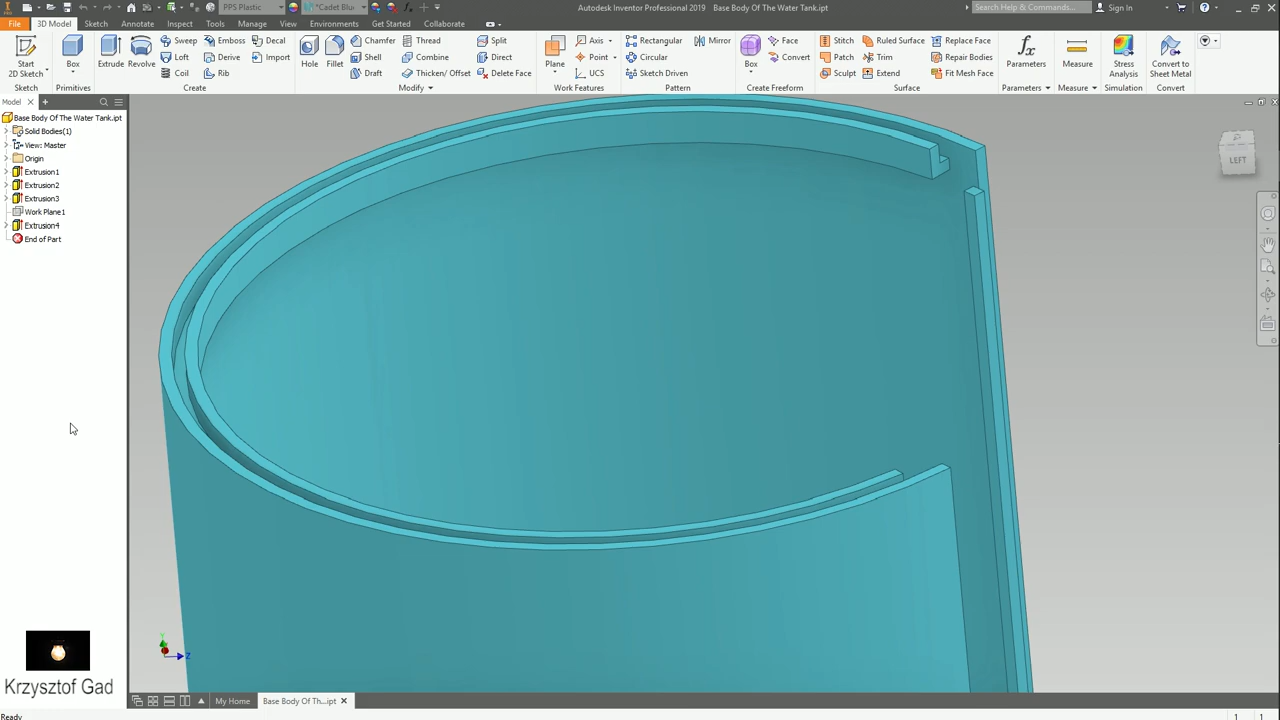 PPS Plastic
*Cadet Blu
Autodesk Inventor Professional 2019 Base Body Of The Water Tank.ipt
Search Help & Commands...
Sign In
File 3D Model Sketch Annotate Inspect Tools Manage View Environments Get Started Collaborate
Start
2D Sketch
Box
Extrude
Revolve
Sweep
Emboss
Decal
Loft
Derive
Import
Coil
Rib
Hole
Fillet
Chamfer
Thread
Split
Shell
Combine
Direct
Draft
Thicken/ Offset
Delete Face
Plane
Axis
Point
UCS
Rectangular
Mirror
Circular
Sketch Driven
Box
Face
Convert
Stitch
Ruled Surface
Replace Face
Patch
Trim
Repair Bodies
Sculpt
Extend
Fit Mesh Face
fx
Parameters
Measure
Stress
Analysis
Convert to
Sheet Metal
Sketch Primitives Create Modify Work Features Pattern Create Freeform Surface Parameters Measure Simulation Convert
Model
Base Body Of The Water Tank.ipt
Solid Bodies(1)
View: Master
Origin
Extrusion1
Extrusion2
Extrusion3
Work Plane1
Extrusion4
End of Part
LEFT
Y
Z
Krzysztof Gad
My Home
Base Body Of Th...ipt
Ready
1 1